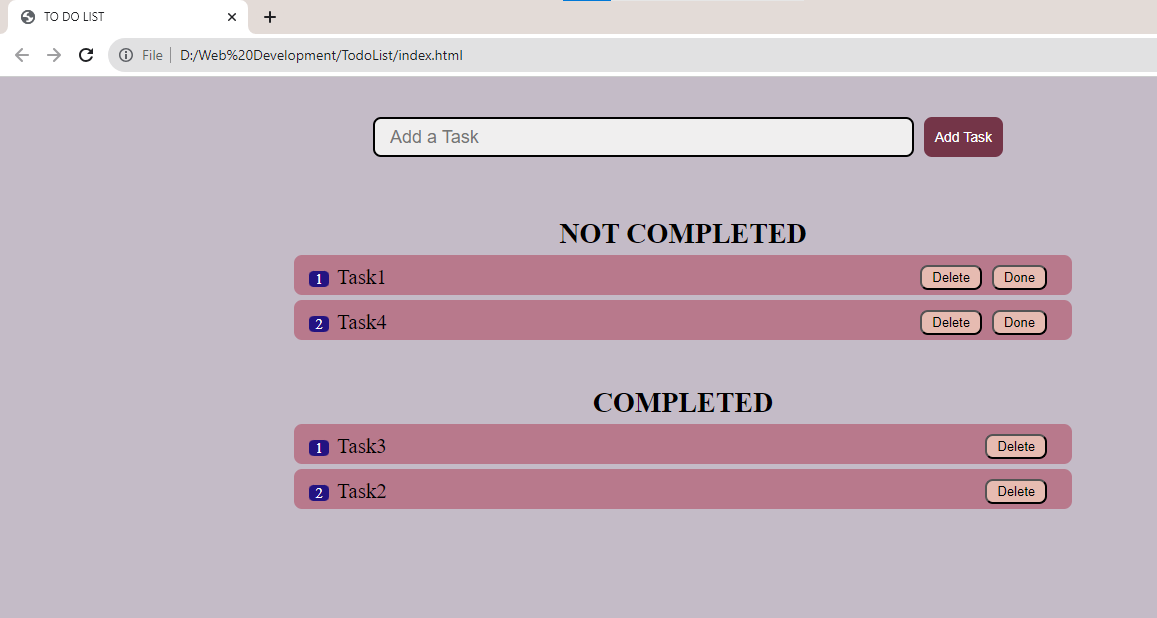 TO DO LIST
File D:/Web%20Development/TodoList/index.html
Add a Task Add Task
NOT COMPLETED
1 Task1 Delete Done
2 Task4 Delete Done
COMPLETED
1 Task3 Delete
2 Task2 Delete